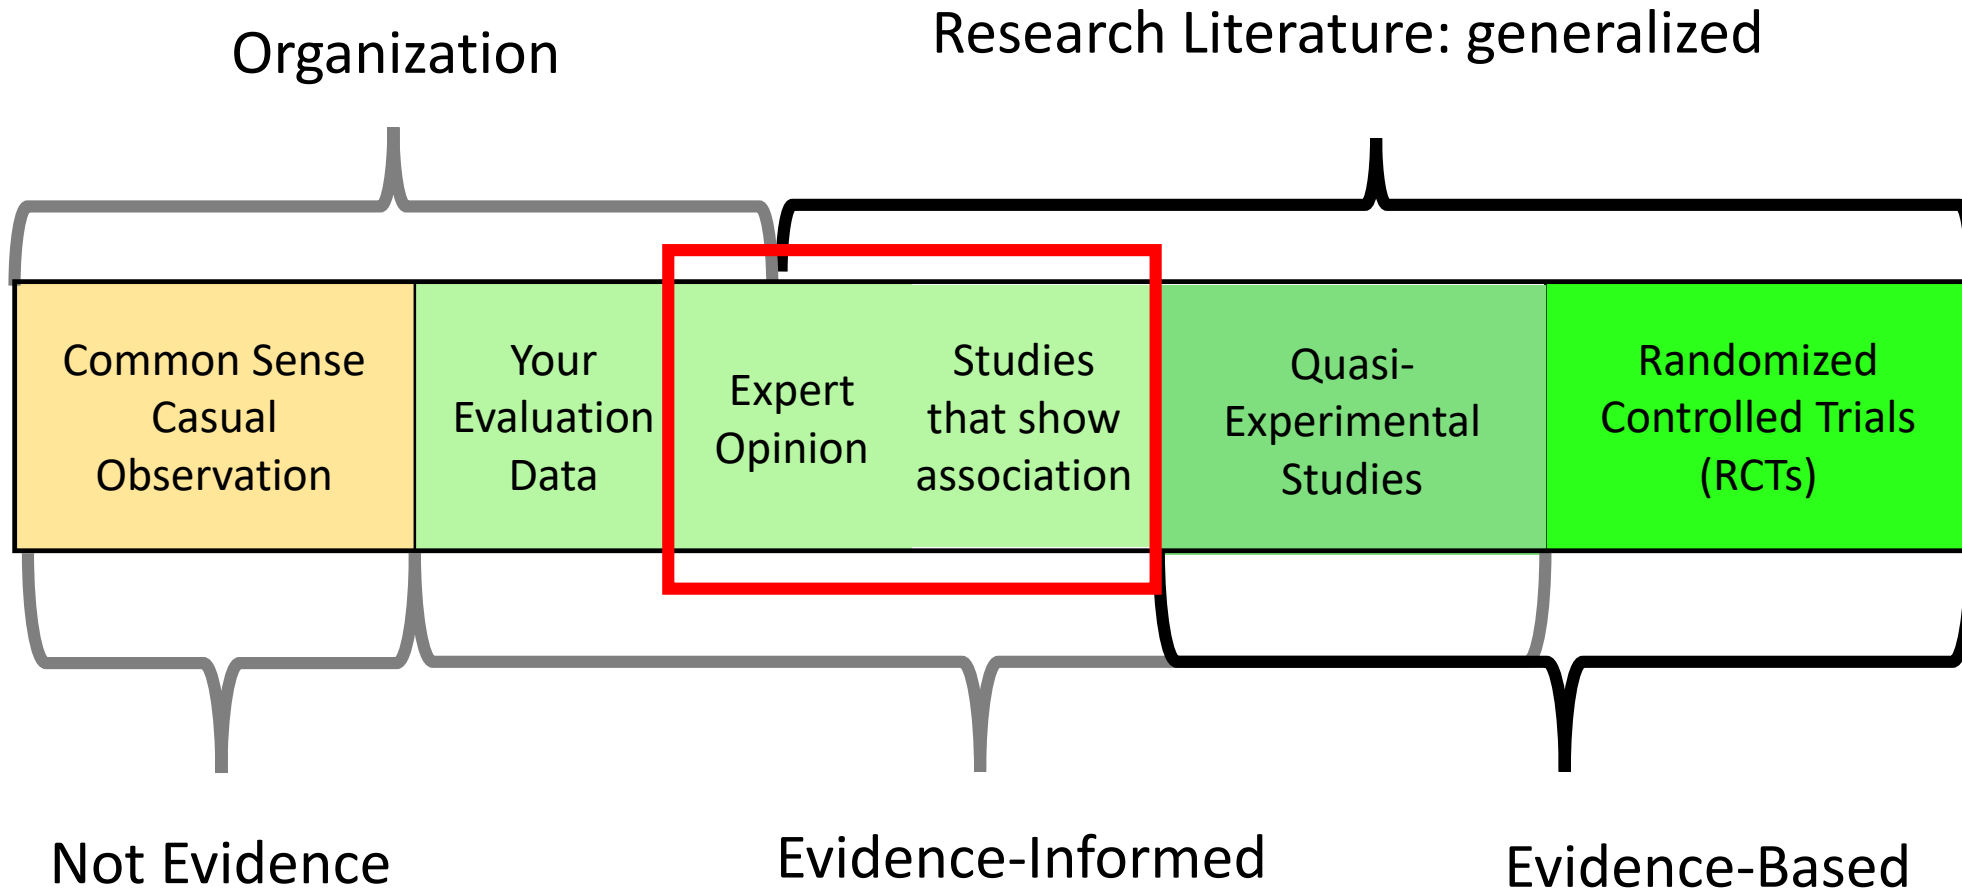 Organization
Research Literature: generalized
Common Sense
Casual
Observation
Your
Evaluation
Data
Expert
Opinion
Studies
that show
association
Quasi-
Experimental
Studies
Randomized
Controlled Trials
(RCTs)
Not Evidence
Evidence-Informed
Evidence-Based